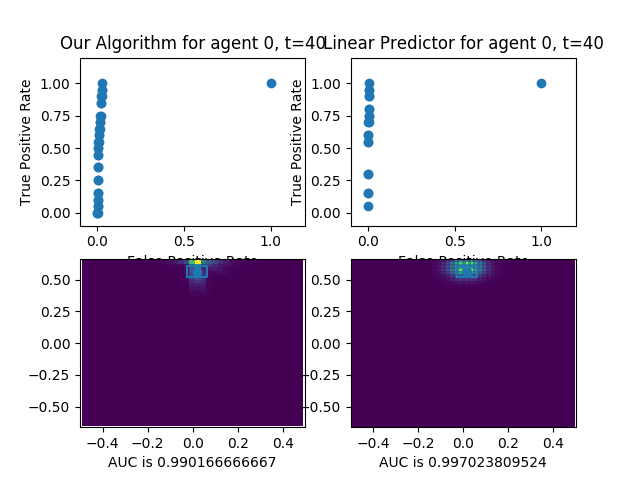 Our Algorithm for agent 0, t=40
Linear Predictor for agent 0, t=40
True Positive Rate
1.00
0.75
0.50
0.25
0.00
0.0 0.5 1.0
False Positive Rate
True Positive Rate
1.00
0.75
0.50
0.25
0.00
0.0 0.5 1.0
False Positive Rate
0.50
0.25
0.00
−0.25
−0.50
−0.4 −0.2 0.0 0.2 0.4
AUC is 0.990166666667
0.50
0.25
0.00
−0.25
−0.50
−0.4 −0.2 0.0 0.2 0.4
AUC is 0.997023809524